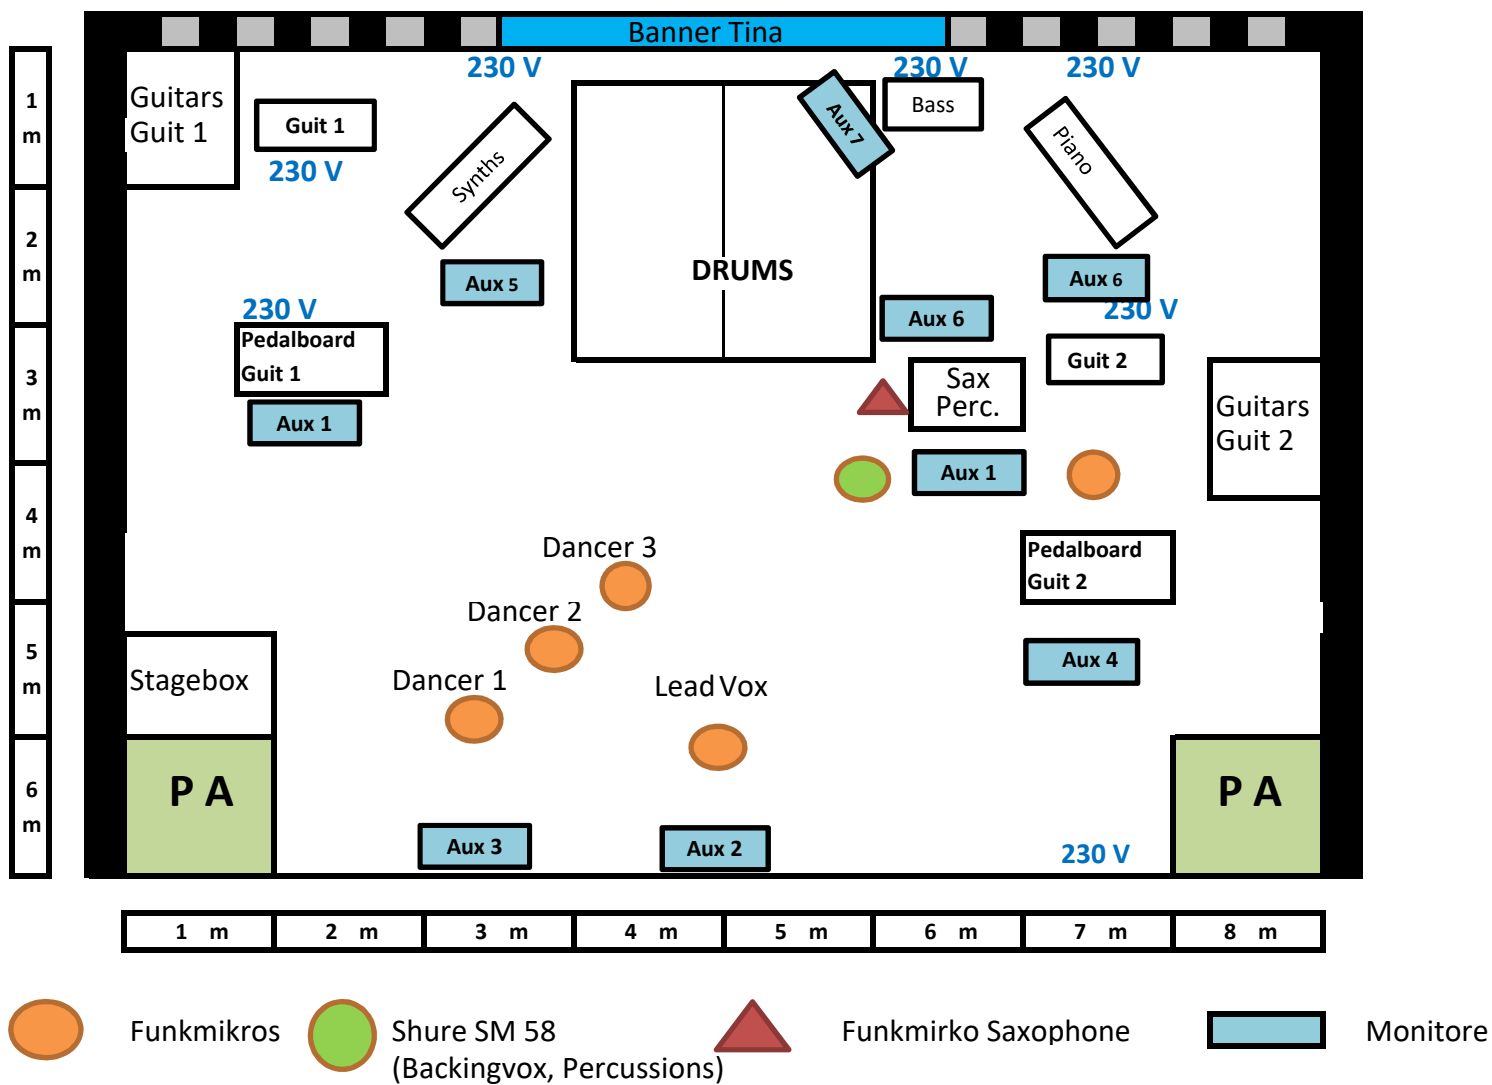 Banner Tina
230 V
230 V
230 V
1
m
Guitars
Guit 1
Guit 1
230 V
Synths
Aux 7
Bass
Piano
2
m
Aux 5
DRUMS
Aux 6
Aux 6
230 V
230 V
3
m
Pedalboard
Guit 1
Aux 1
Sax
Perc.
Guit 2
Guitars
Guit 2
Aux 1
4
m
Dancer 3
Pedalboard
Guit 2
Dancer 2
5
m
Stagebox
Dancer 1
Lead Vox
Aux 4
6
m
P A
P A
Aux 3
Aux 2
230 V
1 m
2 m
3 m
4 m
5 m
6 m
7 m
8 m
Funkmikros
Shure SM 58
(Backingvox, Percussions)
Funkmirko Saxophone
Monitore